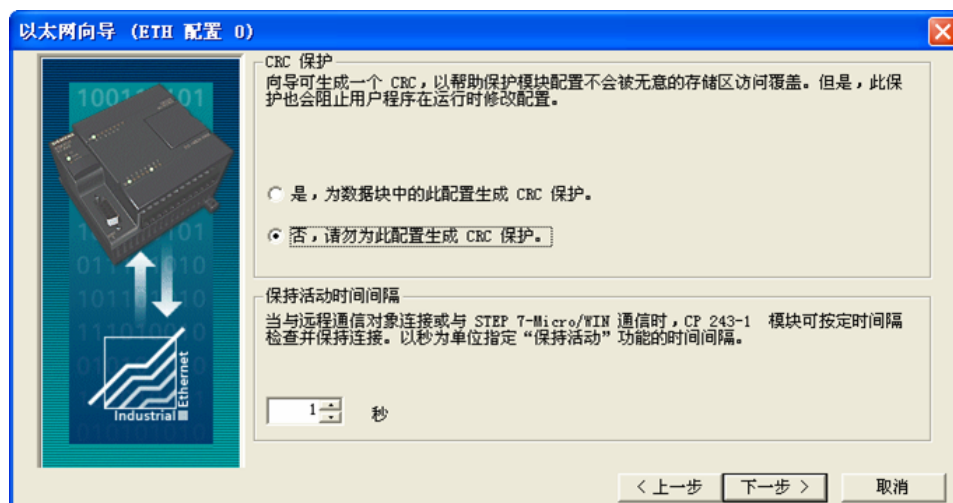 以太网向导 (ETH 配置 0)
CRC 保护
向导可生成一个 CRC，以帮助保护模块配置不会被无意的存储区访问覆盖。但是，此保
护也会阻止用户程序在运行时修改配置。
是，为数据块中的此配置生成 CRC 保护。
否，请勿为此配置生成 CRC 保护。
保持活动时间间隔
当与远程通信对象连接或与 STEP 7-Micro/WIN 通信时，CP 243-1 模块可按定时间隔
检查并保持连接。以秒为单位指定“保持活动”功能的时间间隔。
1 秒
Industrial Ethernet
< 上一步 下一步 > 取消